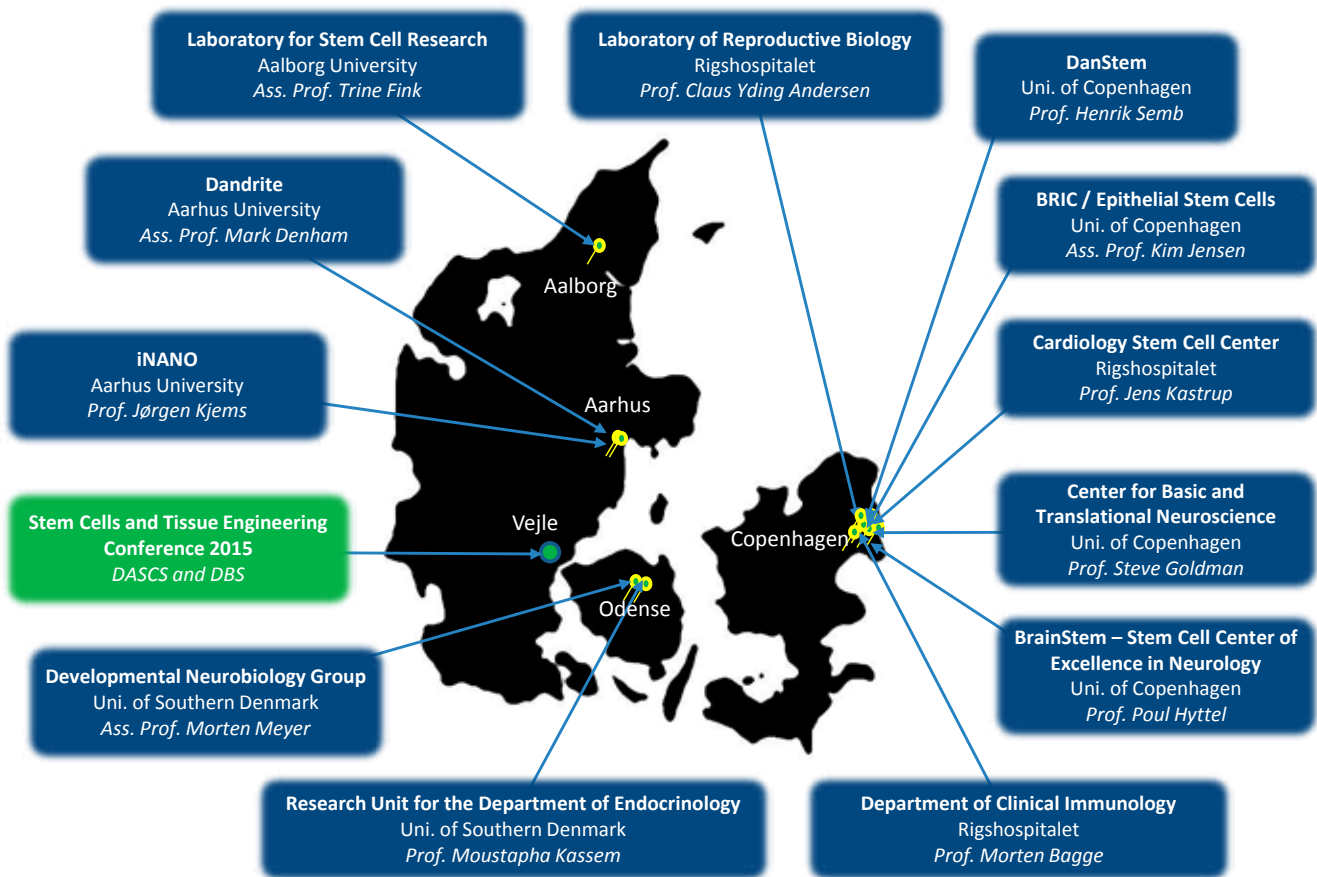 Laboratory for Stem Cell Research
Aalborg University
Ass. Prof. Trine Fink
Laboratory of Reproductive Biology
Rigshospitalet
Prof. Claus Yding Andersen
DanStem
Uni. of Copenhagen
Prof. Henrik Semb
Dandrite
Aarhus University
Ass. Prof. Mark Denham
BRIC / Epithelial Stem Cells
Uni. of Copenhagen
Ass. Prof. Kim Jensen
Aalborg
iNANO
Aarhus University
Prof. Jørgen Kjems
Cardiology Stem Cell Center
Rigshospitalet
Prof. Jens Kastrup
Aarhus
Stem Cells and Tissue Engineering
Conference 2015
DASCS and DBS
Vejle
Copenhagen
Center for Basic and
Translational Neuroscience
Uni. of Copenhagen
Prof. Steve Goldman
Odense
Developmental Neurobiology Group
Uni. of Southern Denmark
Ass. Prof. Morten Meyer
BrainStem – Stem Cell Center of
Excellence in Neurology
Uni. of Copenhagen
Prof. Poul Hyttel
Research Unit for the Department of Endocrinology
Uni. of Southern Denmark
Prof. Moustapha Kassem
Department of Clinical Immunology
Rigshospitalet
Prof. Morten Bagge